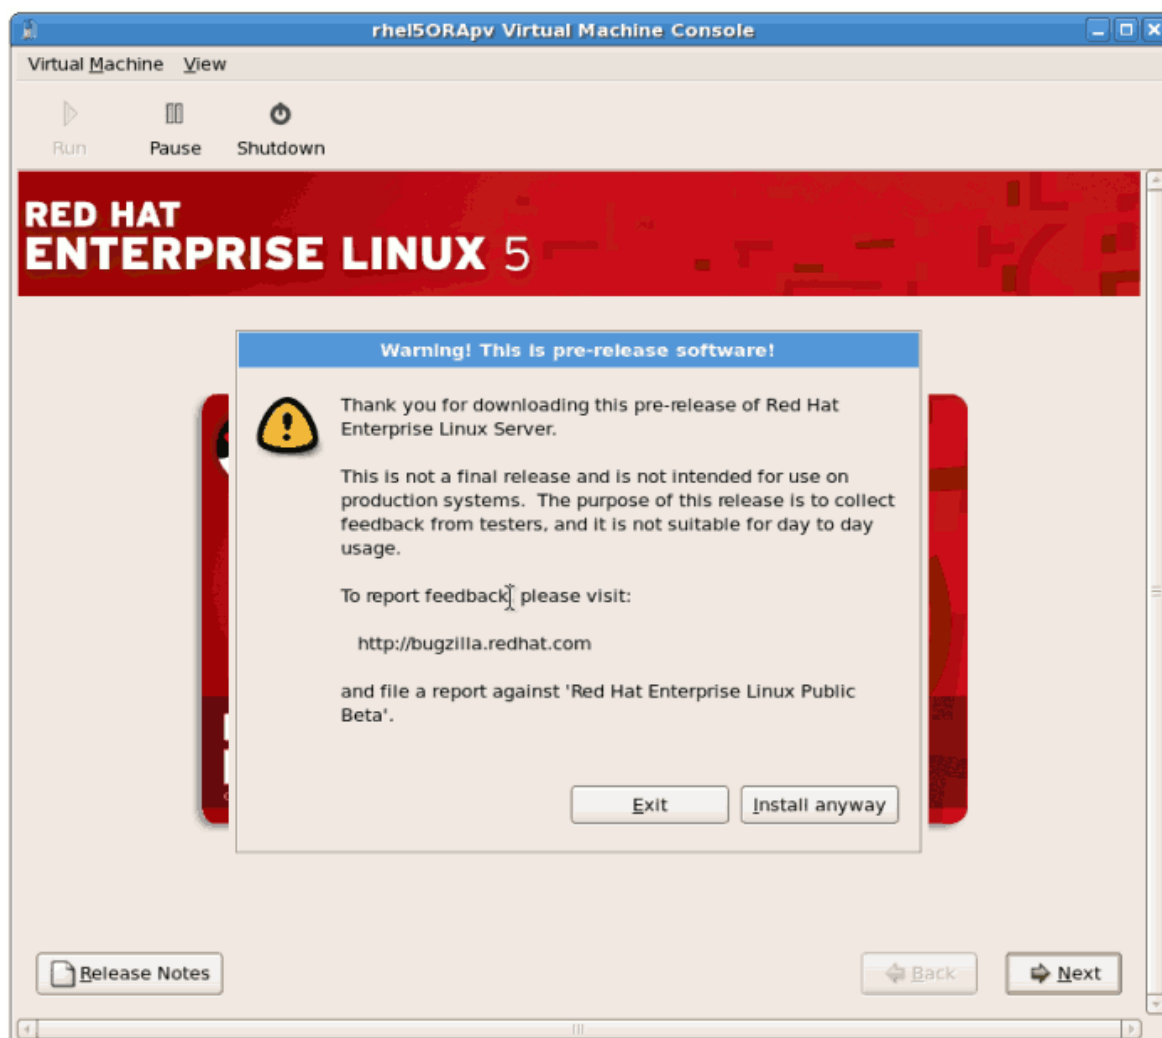 rhel5ORApv Virtual Machine Console
Virtual Machine View
Run Pause Shutdown
RED HAT
ENTERPRISE LINUX 5
Warning! This is pre-release software!
Thank you for downloading this pre-release of Red Hat
Enterprise Linux Server.
This is not a final release and is not intended for use on
production systems. The purpose of this release is to collect
feedback from testers, and it is not suitable for day to day
usage.
To report feedback, please visit:
http://bugzilla.redhat.com
and file a report against 'Red Hat Enterprise Linux Public
Beta'.
Exit Install anyway
Release Notes Back Next